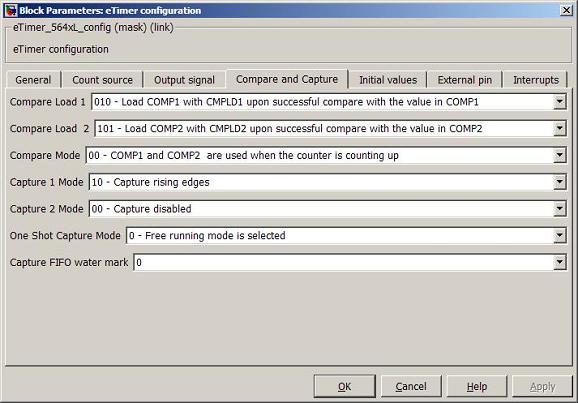 Block Parameters: eTimer configuration
eTimer_564xL_config (mask) (link)
eTimer configuration
General Count source Output signal Compare and Capture Initial values External pin Interrupts
Compare Load 1 010 - Load COMP1 with CMPLD1 upon successful compare with the value in COMP1
Compare Load 2 101 - Load COMP2 with CMPLD2 upon successful compare with the value in COMP2
Compare Mode 00 - COMP1 and COMP2 are used when the counter is counting up
Capture 1 Mode 10 - Capture rising edges
Capture 2 Mode 00 - Capture disabled
One Shot Capture Mode 0 - Free running mode is selected
Capture FIFO water mark 0
OK Cancel Help Apply